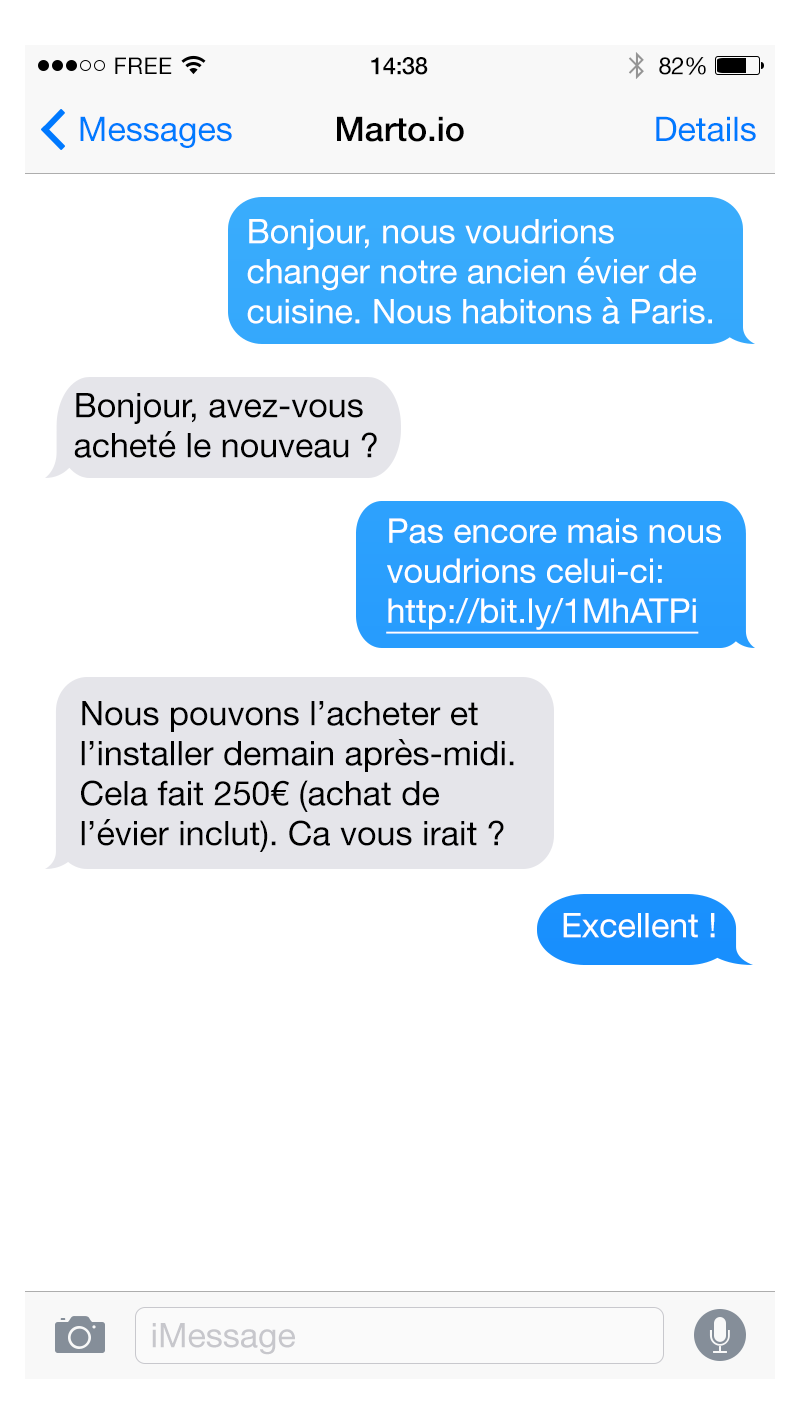 FREE 14:38 82%
Messages Marto.io Details
Bonjour, nous voudrions
changer notre ancien évier de
cuisine. Nous habitons à Paris.
Bonjour, avez-vous
acheté le nouveau ?
Pas encore mais nous
voudrions celui-ci:
http://bit.ly/1MhATPi
Nous pouvons l’acheter et
l’installer demain après-midi.
Cela fait 250€ (achat de
l’évier inclut). Ca vous irait ?
Excellent !
iMessage